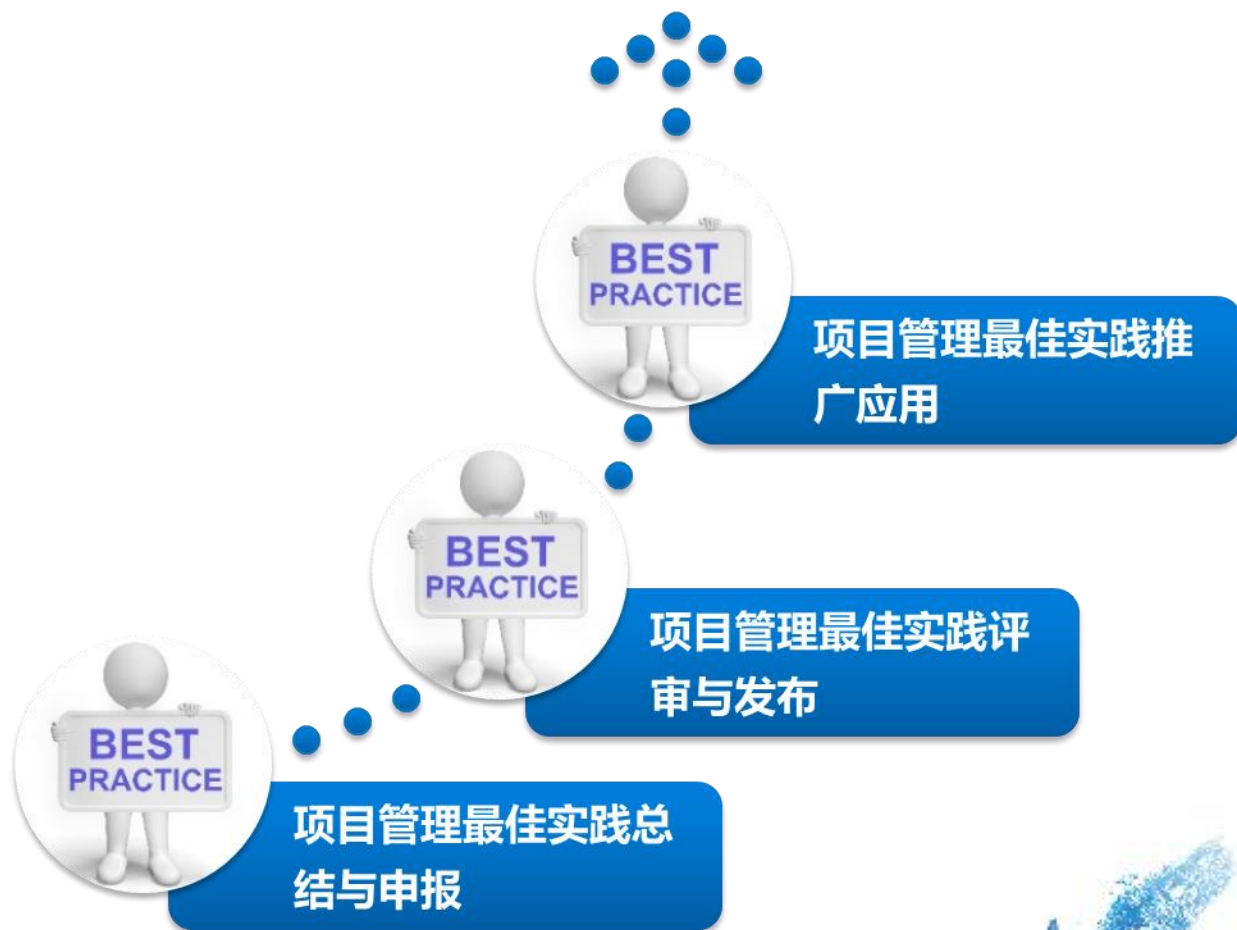 BEST
PRACTICE
项目管理最佳实践推
广应用
BEST
PRACTICE
项目管理最佳实践评
审与发布
BEST
PRACTICE
项目管理最佳实践总
结与申报